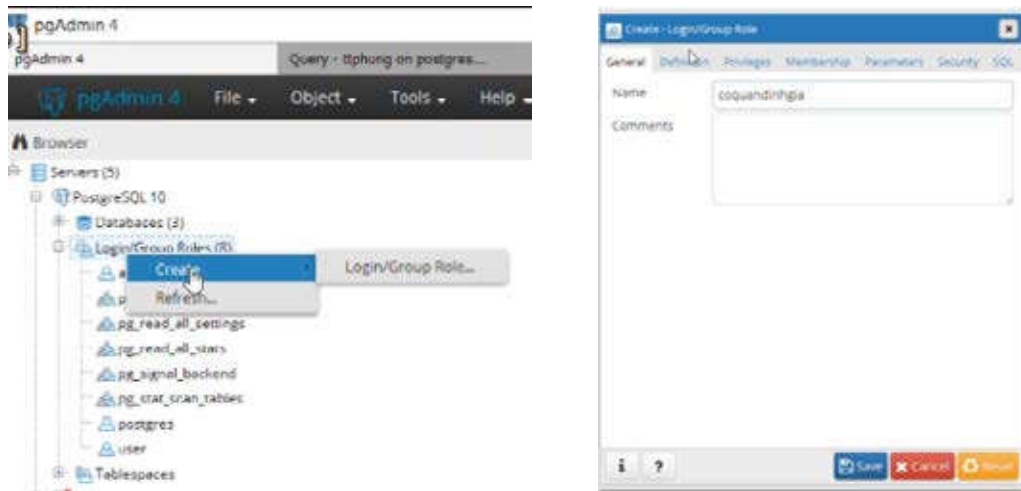 pgAdmin 4
pgAdmin 4
Query - ttphung on postgres....
pgAdmin 4 File Object Tools Help
Browser
Servers (5)
PostgreSQL 10
Databases (3)
Login/Group Roles (8)
Create
Login/Group Role...
Refresh...
pg_read_all_settings
pg_read_all_stats
pg_signal_backend
pg_stat_scan_tables
postgres
user
Tablespaces
Create - Login/Group Role
General Definition Privileges Membership Parameters Security SQL
Name
coquandinhgia
Comments
i ? Save Cancel Reset